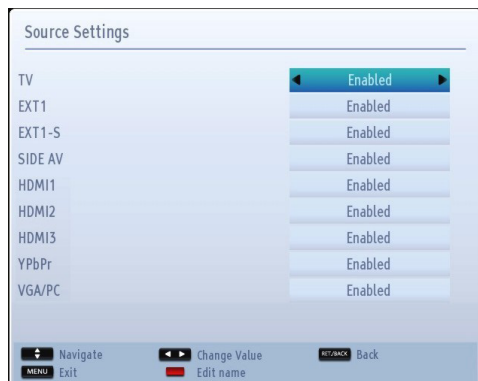 Source Settings
TV Enabled
EXT1 Enabled
EXT1-S Enabled
SIDE AV Enabled
HDMI1 Enabled
HDMI2 Enabled
HDMI3 Enabled
YPbPr Enabled
VGA/PC Enabled
Navigate Change Value RET./BACK Back
MENU Exit Edit name